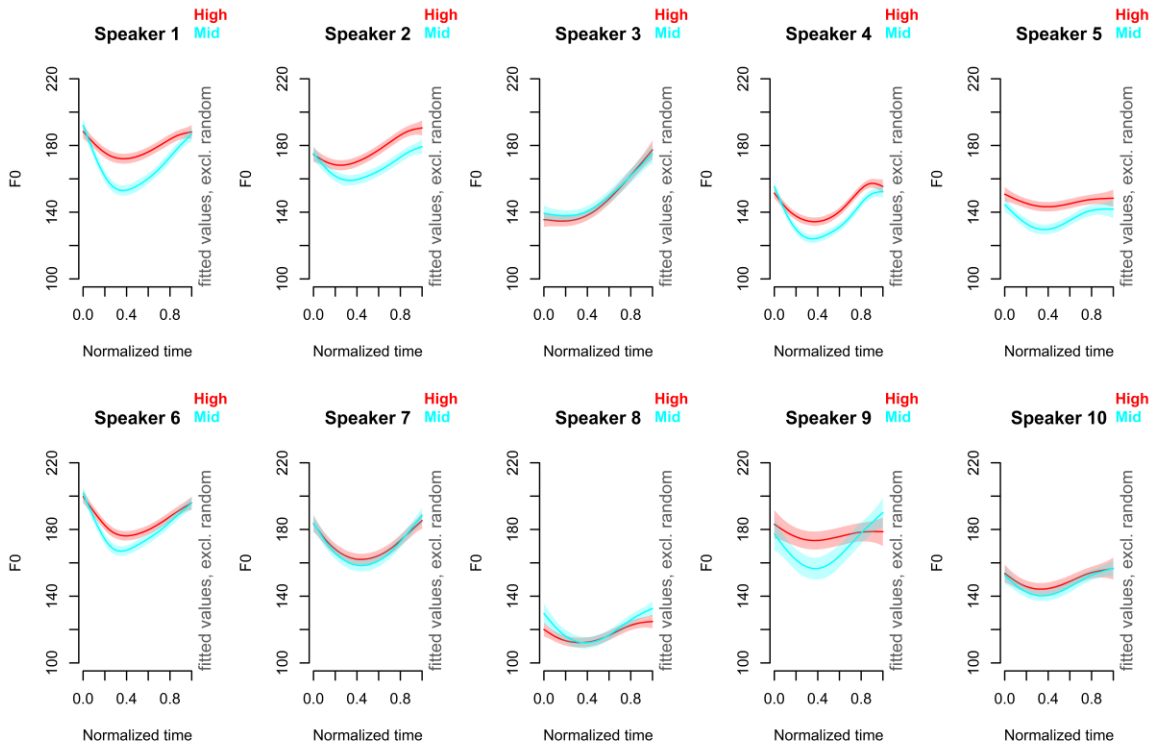 Speaker 1
High
Mid
F0
220
180
140
100
0.0 0.4 0.8
Normalized time
fitted values, excl. random
Speaker 2
High
Mid
F0
220
180
140
100
0.0 0.4 0.8
Normalized time
fitted values, excl. random
Speaker 3
High
Mid
F0
220
180
140
100
0.0 0.4 0.8
Normalized time
fitted values, excl. random
Speaker 4
High
Mid
F0
220
180
140
100
0.0 0.4 0.8
Normalized time
fitted values, excl. random
Speaker 5
High
Mid
F0
220
180
140
100
0.0 0.4 0.8
Normalized time
fitted values, excl. random
Speaker 6
High
Mid
F0
220
180
140
100
0.0 0.4 0.8
Normalized time
fitted values, excl. random
Speaker 7
High
Mid
F0
220
180
140
100
0.0 0.4 0.8
Normalized time
fitted values, excl. random
Speaker 8
High
Mid
F0
220
180
140
100
0.0 0.4 0.8
Normalized time
fitted values, excl. random
Speaker 9
High
Mid
F0
220
180
140
100
0.0 0.4 0.8
Normalized time
fitted values, excl. random
Speaker 10
High
Mid
F0
220
180
140
100
0.0 0.4 0.8
Normalized time
fitted values, excl. random